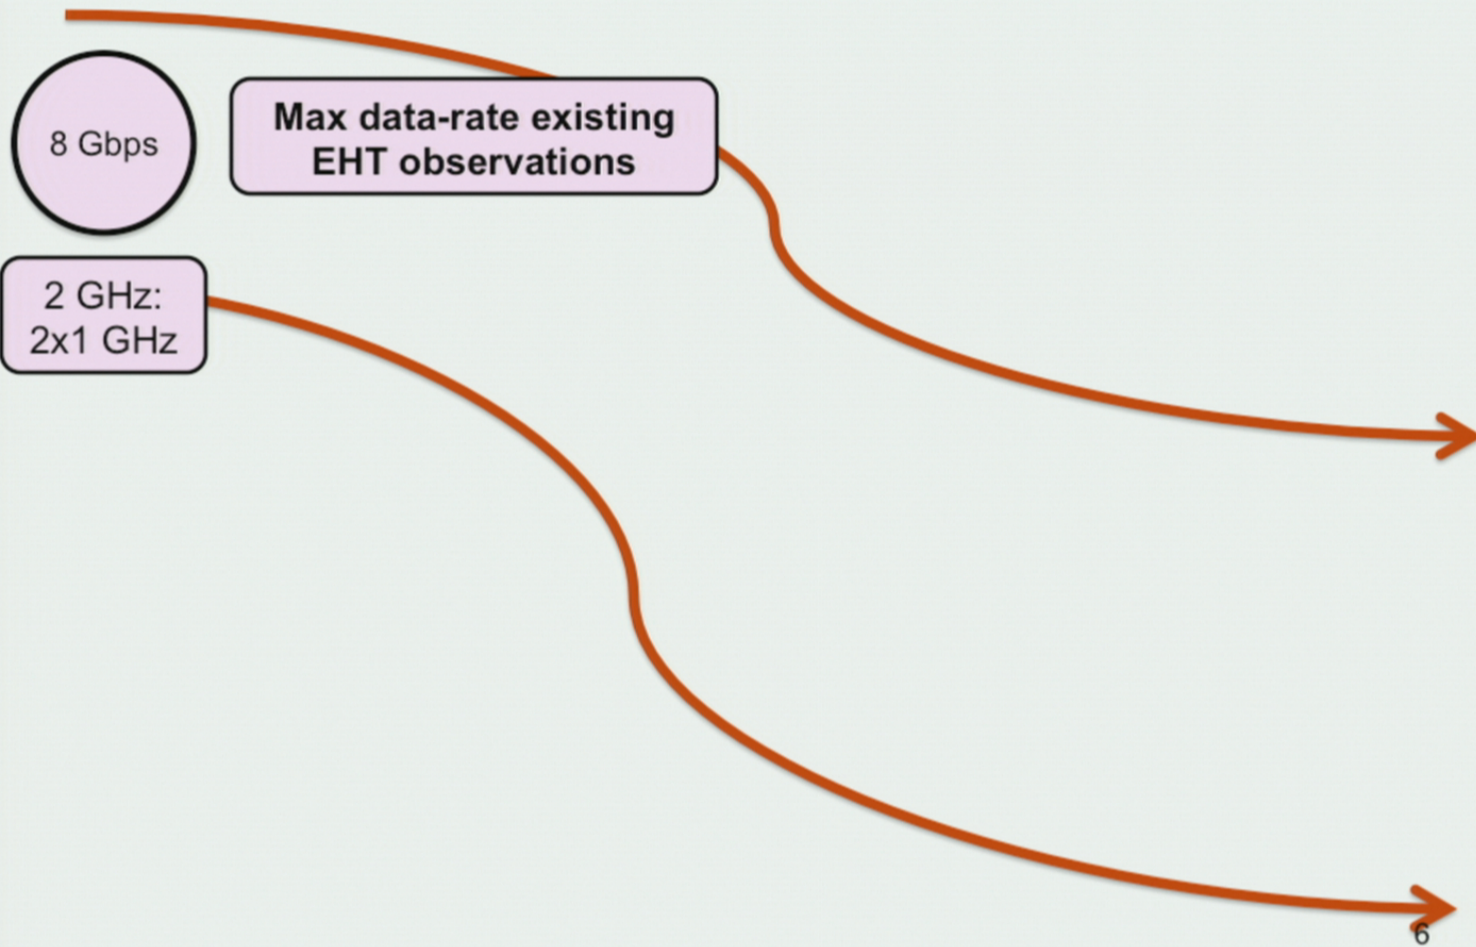 8 Gbps
Max data-rate existing
EHT observations
2 GHz:
2x1 GHz
6